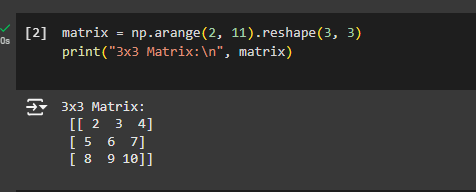 [2] matrix = np.arange(2, 11).reshape(3, 3)
print("3x3 Matrix:\n", matrix)
0s
3x3 Matrix:
 [[ 2  3  4]
 [ 5  6  7]
 [ 8  9 10]]